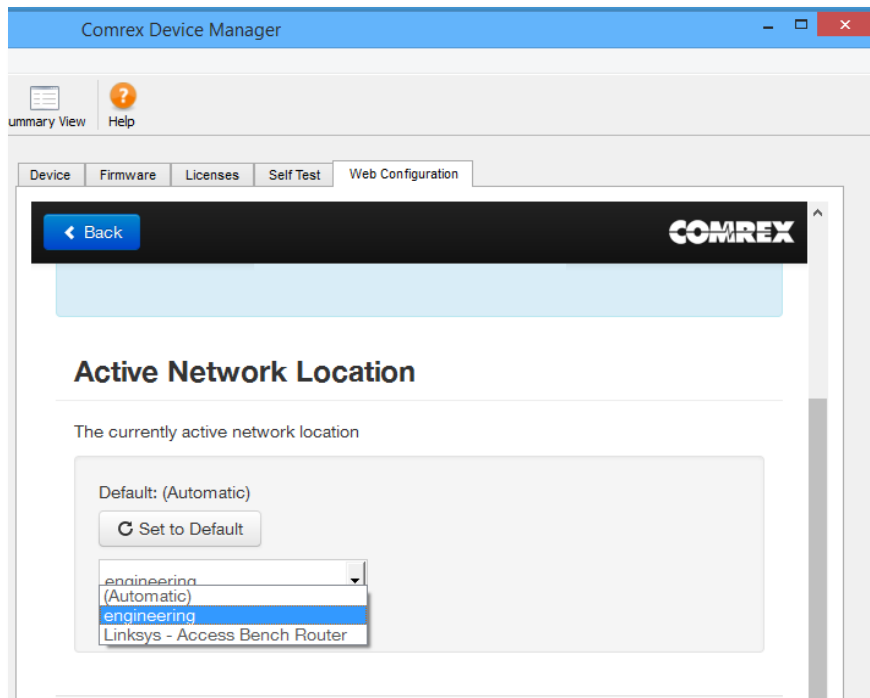 Comrex Device Manager
ummary View
Help
Device Firmware Licenses Self Test Web Configuration
Back
COMREX
Active Network Location
The currently active network location
Default: (Automatic)
Set to Default
engineering
(Automatic)
engineering
Linksys - Access Bench Router